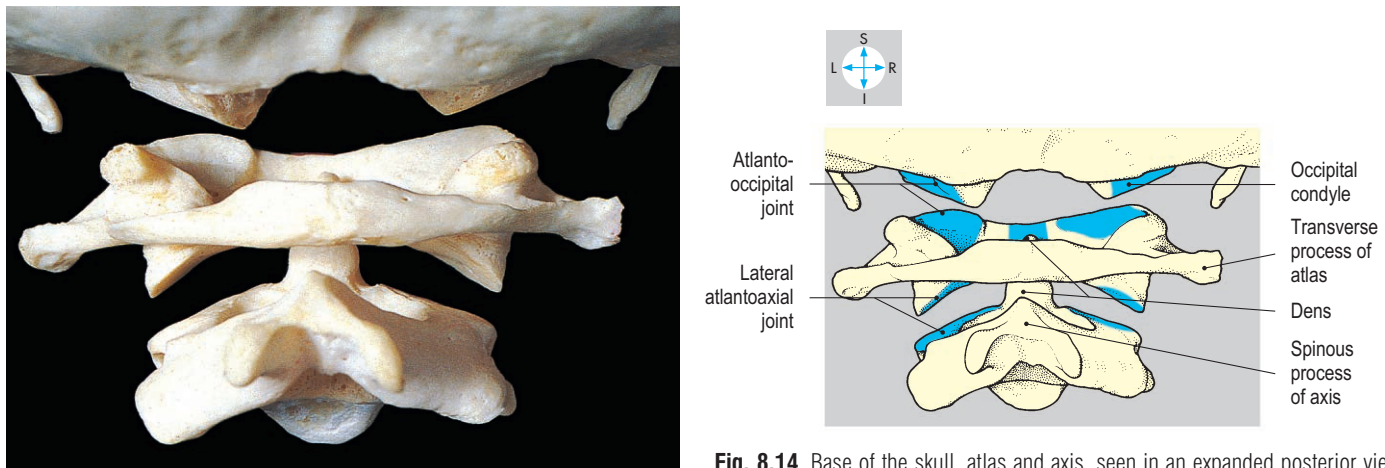 S
L R
I
Atlanto-
occipital
joint
Lateral
atlantoaxial
joint
Occipital
condyle
Transverse
process of
atlas
Dens
Spinous
process
of axis
Fig. 8.14 Base of the skull, atlas and axis, seen in an expanded posterior vie